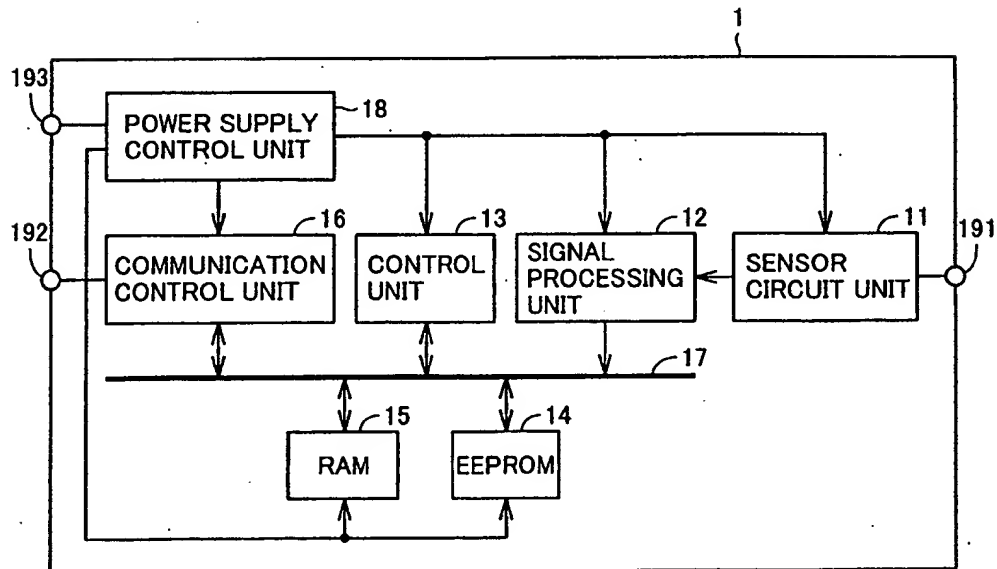 1
193
POWER SUPPLY
CONTROL UNIT
18
192
COMMUNICATION
CONTROL UNIT
16
CONTROL
UNIT
13
SIGNAL
PROCESSING
UNIT
12
SENSOR
CIRCUIT UNIT
11
191
17
RAM
15
EEPROM
14